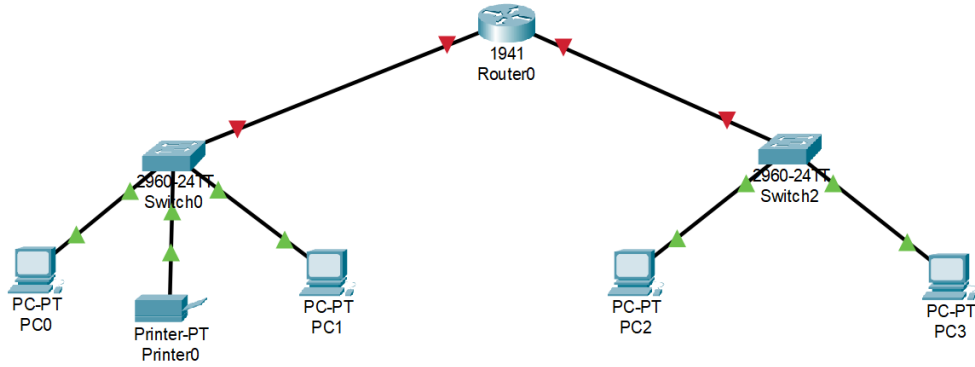 1941
Router0
2960-24TT
Switch0
2960-24TT
Switch2
PC-PT
PC0
Printer-PT
Printer0
PC-PT
PC1
PC-PT
PC2
PC-PT
PC3